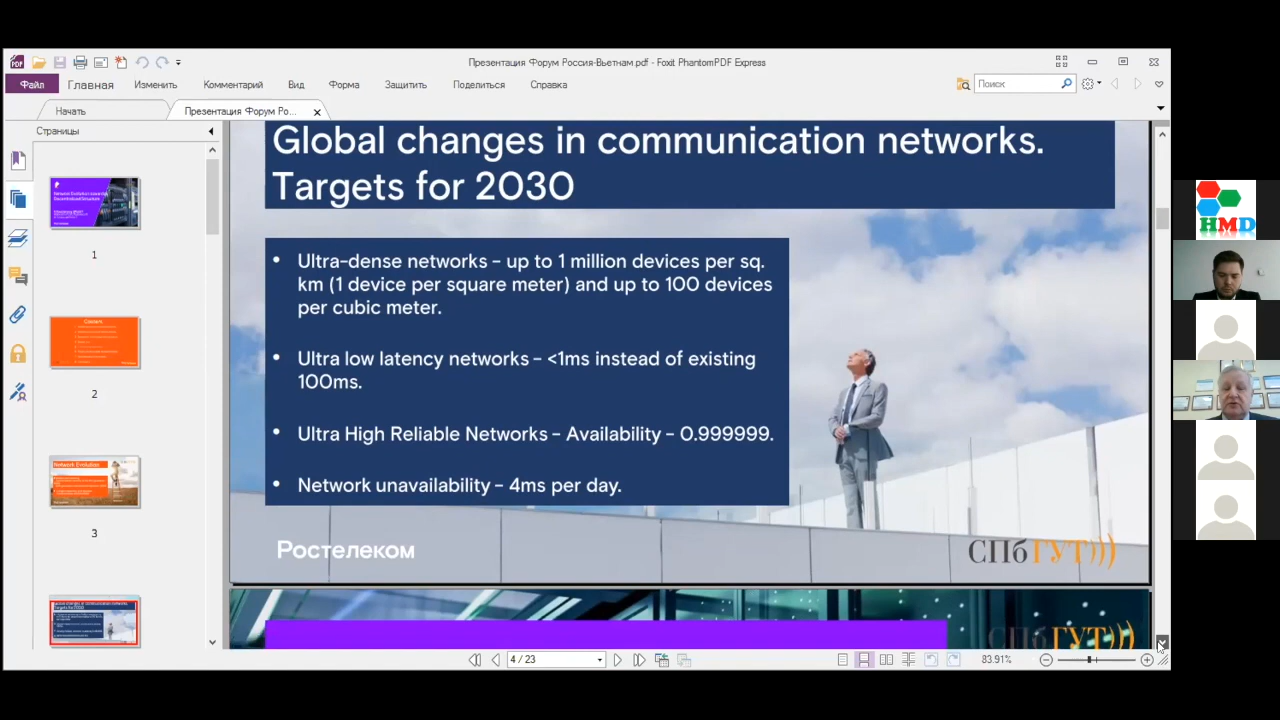 Презентация Форум Россия-Вьетнам.pdf - Foxit PhantomPDF Express
Файл
Главная
Изменить
Комментарий
Вид
Форма
Защитить
Поделиться
Справка
Поиск
Начать
Презентация Форум Ро...
Страницы
1
2
3
Network Evolution
Global changes in communication networks.
Targets for 2030
• Ultra-dense networks – up to 1 million devices per sq.
km (1 device per square meter) and up to 100 devices
per cubic meter.
• Ultra low latency networks – <1ms instead of existing
100ms.
• Ultra High Reliable Networks – Availability – 0.999999.
• Network unavailability – 4ms per day.
Ростелеком
СПбГУТ)))
СПбГУТ)))
4 / 23
83.91%
HMD